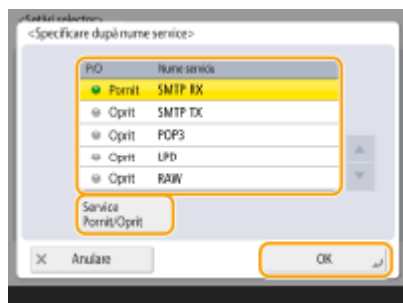 <Setări selector>
<Specificare după nume service>
P/O Nume serviciu
Pornit SMTP RX
Oprit SMTP TX
Oprit POP3
Oprit LPD
Oprit RAW
Service
Pornit/Oprit
Anulare OK